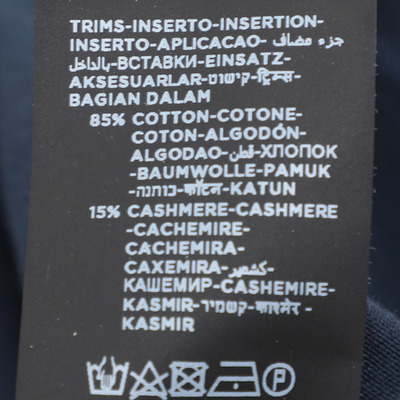 TRIMS-INSERTO-INSERTION-
INSERTO-APLICACAO- جزء مضاف
بالداخل-ВСТАВКИ-EINSATZ-
AKSESUARLAR-קישוט-ट्रिम्स-
BAGIAN DALAM
85% COTTON-COTONE-
COTON-ALGODÓN-
ALGODAO-قطن-ХЛОПОК
-BAUMWOLLE-PAMUK
-כותנה-कॉटन-KATUN
15% CASHMERE-CASHMERE
-CACHEMIRE-
CACHEMIRA-
CAXEMIRA-كشمير-
КАШЕМИР-CASHEMIRE-
KASMIR-קשמיר-कारमेर-
KASMIR
P